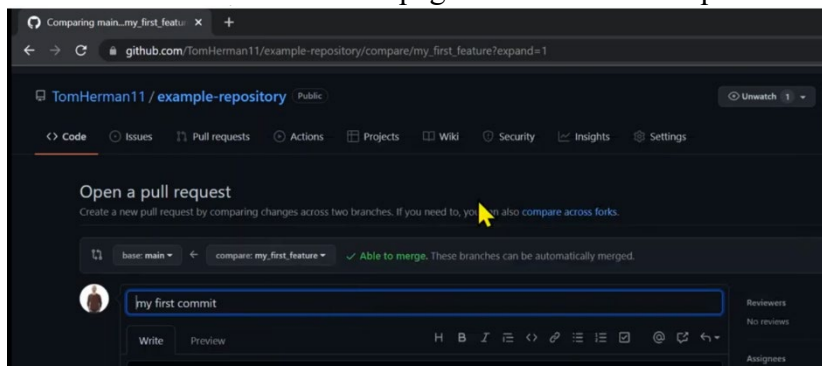 Comparing main...my_first_featu
github.com/TomHerman11/example-repository/compare/my_first_feature?expand=1
TomHerman11 / example-repository Public
Unwatch 1
<> Code Issues Pull requests Actions Projects Wiki Security Insights Settings
Open a pull request
Create a new pull request by comparing changes across two branches. If you need to, you can also compare across forks.
base: main ← compare: my_first_feature ✓ Able to merge. These branches can be automatically merged.
my first commit
Reviewers
No reviews
Write Preview
Assignees